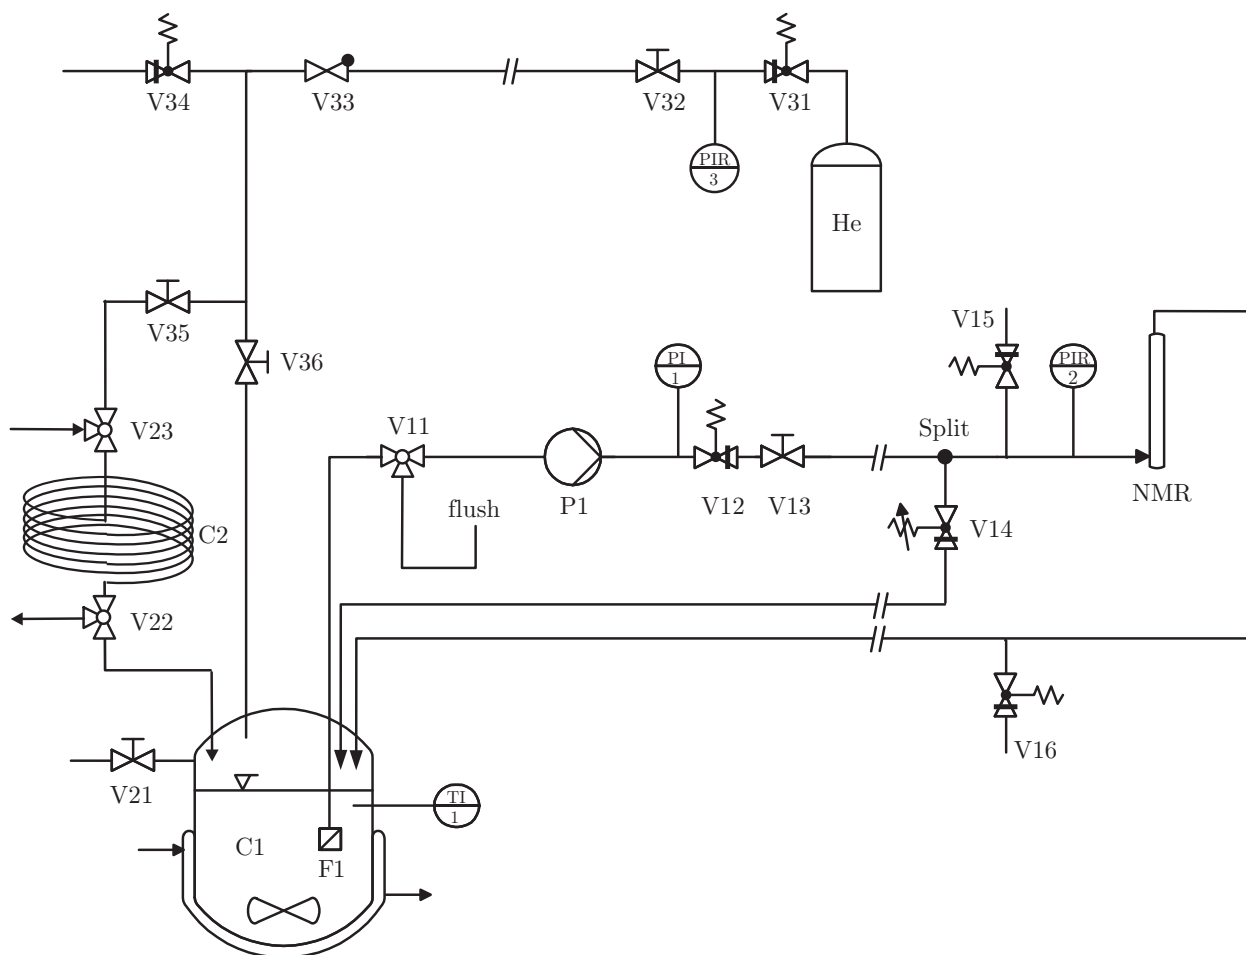 V34
V33
V32
V31
PIR
3
He
V35
V36
V15
PI
1
PIR
2
V23
V11
Split
NMR
P1
V12
V13
flush
C2
V14
V22
V16
V21
TI
1
C1
F1